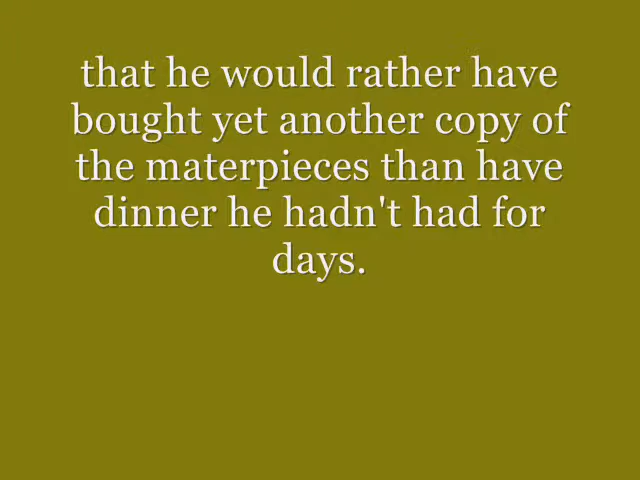 that he would rather have
bought yet another copy of
the materpieces than have
dinner he hadn't had for
days.